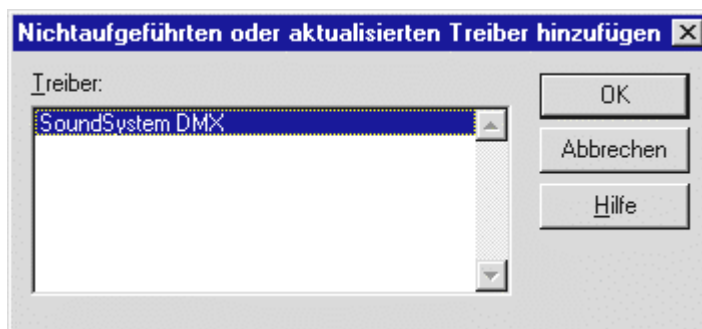 Nichtaufgeführten oder aktualisierten Treiber hinzufügen
Treiber:
SoundSystem DMX
OK
Abbrechen
Hilfe